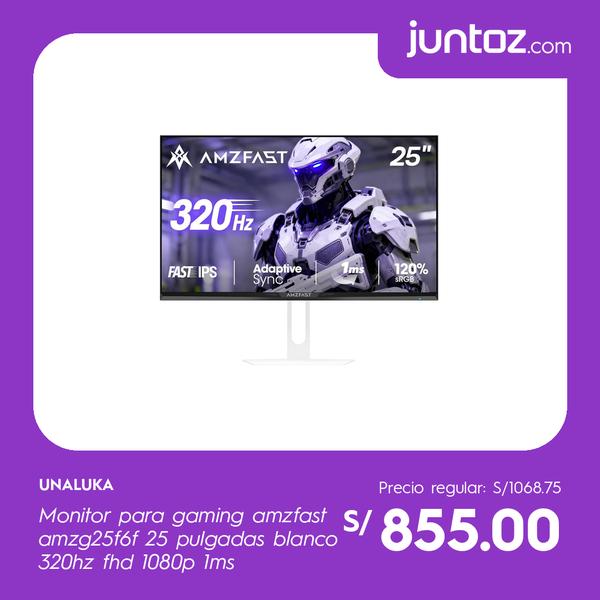 juntoz.com
AMZFAST
25"
320Hz
FAST IPS
Adaptive
Sync
1ms
120%
sRGB
AMZFAST
UNALUKA
Precio regular: S/1068.75
Monitor para gaming amzfast
amzg25f6f 25 pulgadas blanco
320hz fhd 1080p 1ms
S/ 855.00